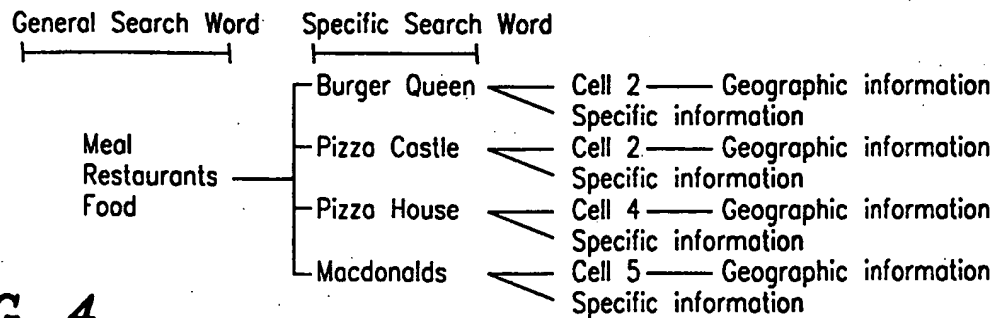 General Search Word Specific Search Word
Burger Queen Cell 2 Geographic information
Specific information
Meal
Restaurants
Food
Pizza Castle Cell 2 Geographic information
Specific information
Pizza House Cell 4 Geographic information
Specific information
Macdonalds Cell 5 Geographic information
Specific information
G. 4